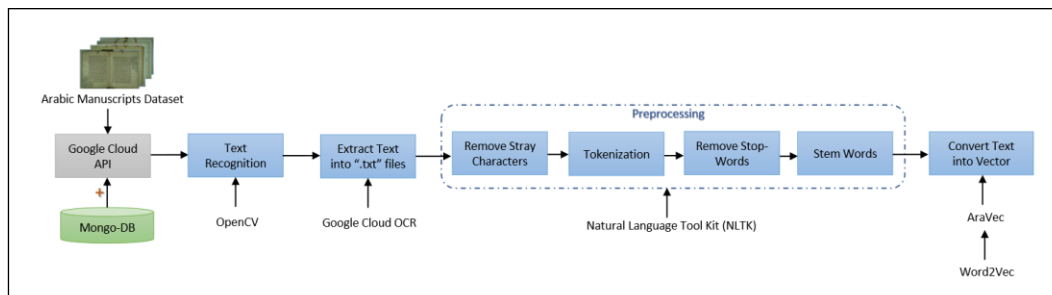 Arabic Manuscripts Dataset
Google Cloud
API
+
Mongo-DB
Text
Recognition
OpenCV
Extract Text
into “.txt” files
Google Cloud OCR
Preprocessing
Remove Stray
Characters
Tokenization
Remove Stop-
Words
Stem Words
Natural Language Tool Kit (NLTK)
Convert Text
into Vector
AraVec
Word2Vec